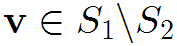 v ∈ S₁\S₂